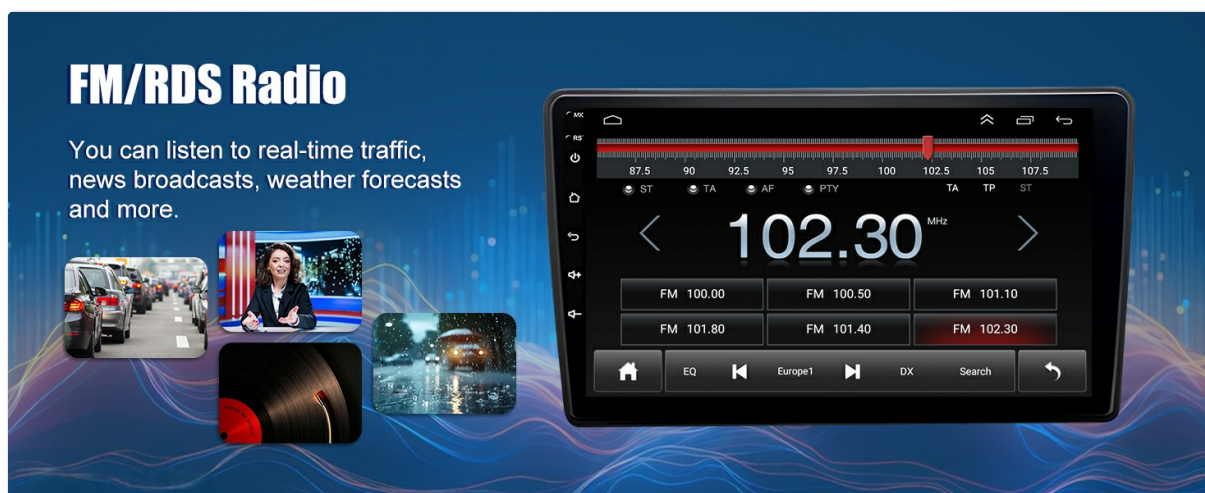 FM/RDS Radio
You can listen to real-time traffic,
news broadcasts, weather forecasts
and more.
RST
87.5 90 92.5 95 97.5 100 102.5 105 107.5
ST TA AF PTY TA TP ST
102.30 MHz
FM 100.00 FM 100.50 FM 101.10
FM 101.80 FM 101.40 FM 102.30
EQ Europe1 DX Search